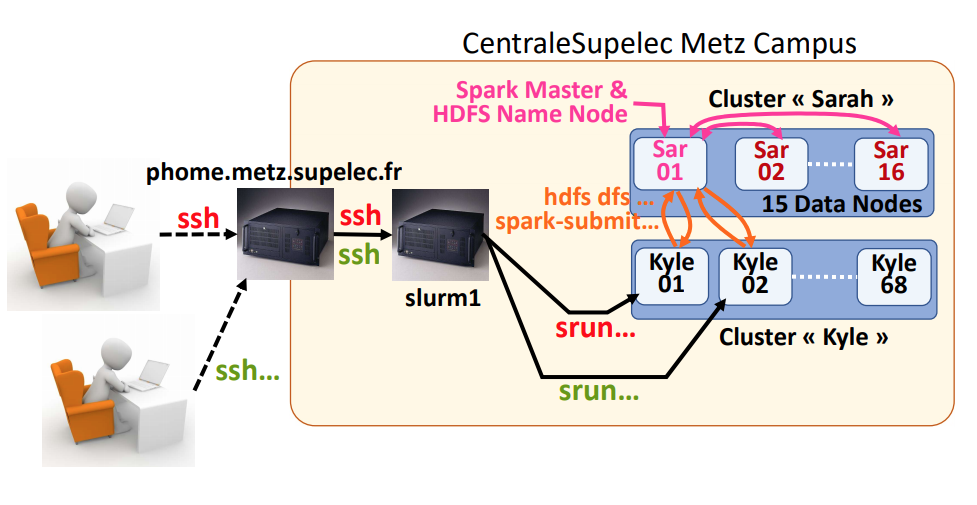 CentraleSupelec Metz Campus
Spark Master &
HDFS Name Node
Cluster « Sarah »
Sar
01
Sar
02
Sar
16
15 Data Nodes
phome.metz.supelec.fr
ssh
ssh
ssh
slurm1
hdfs dfs ...
spark-submit...
Kyle
01
Kyle
02
Kyle
68
Cluster « Kyle »
srun...
srun...
ssh...